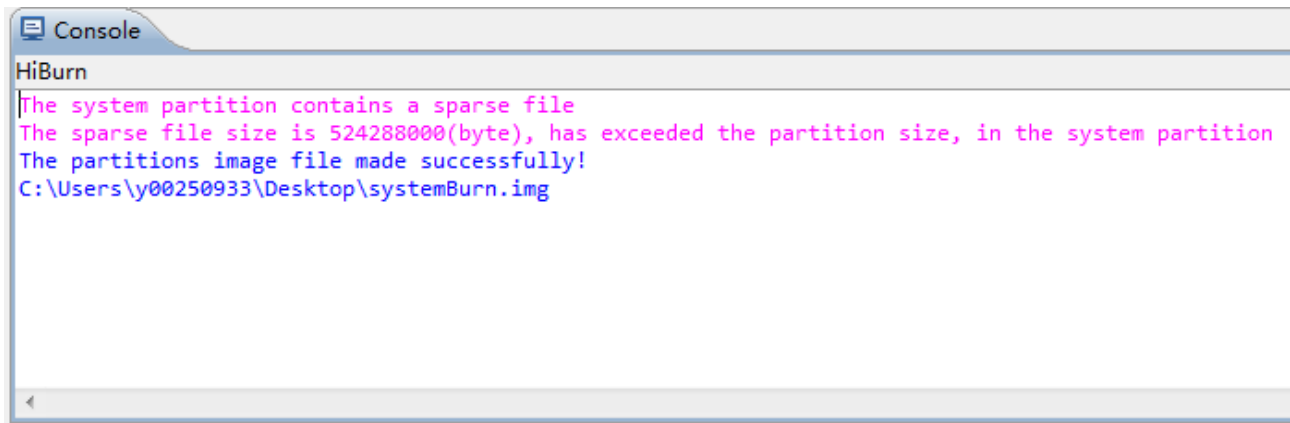 Console
HiBurn
The system partition contains a sparse file
The sparse file size is 524288000(byte), has exceeded the partition size, in the system partition
The partitions image file made successfully!
C:\Users\y00250933\Desktop\systemBurn.img